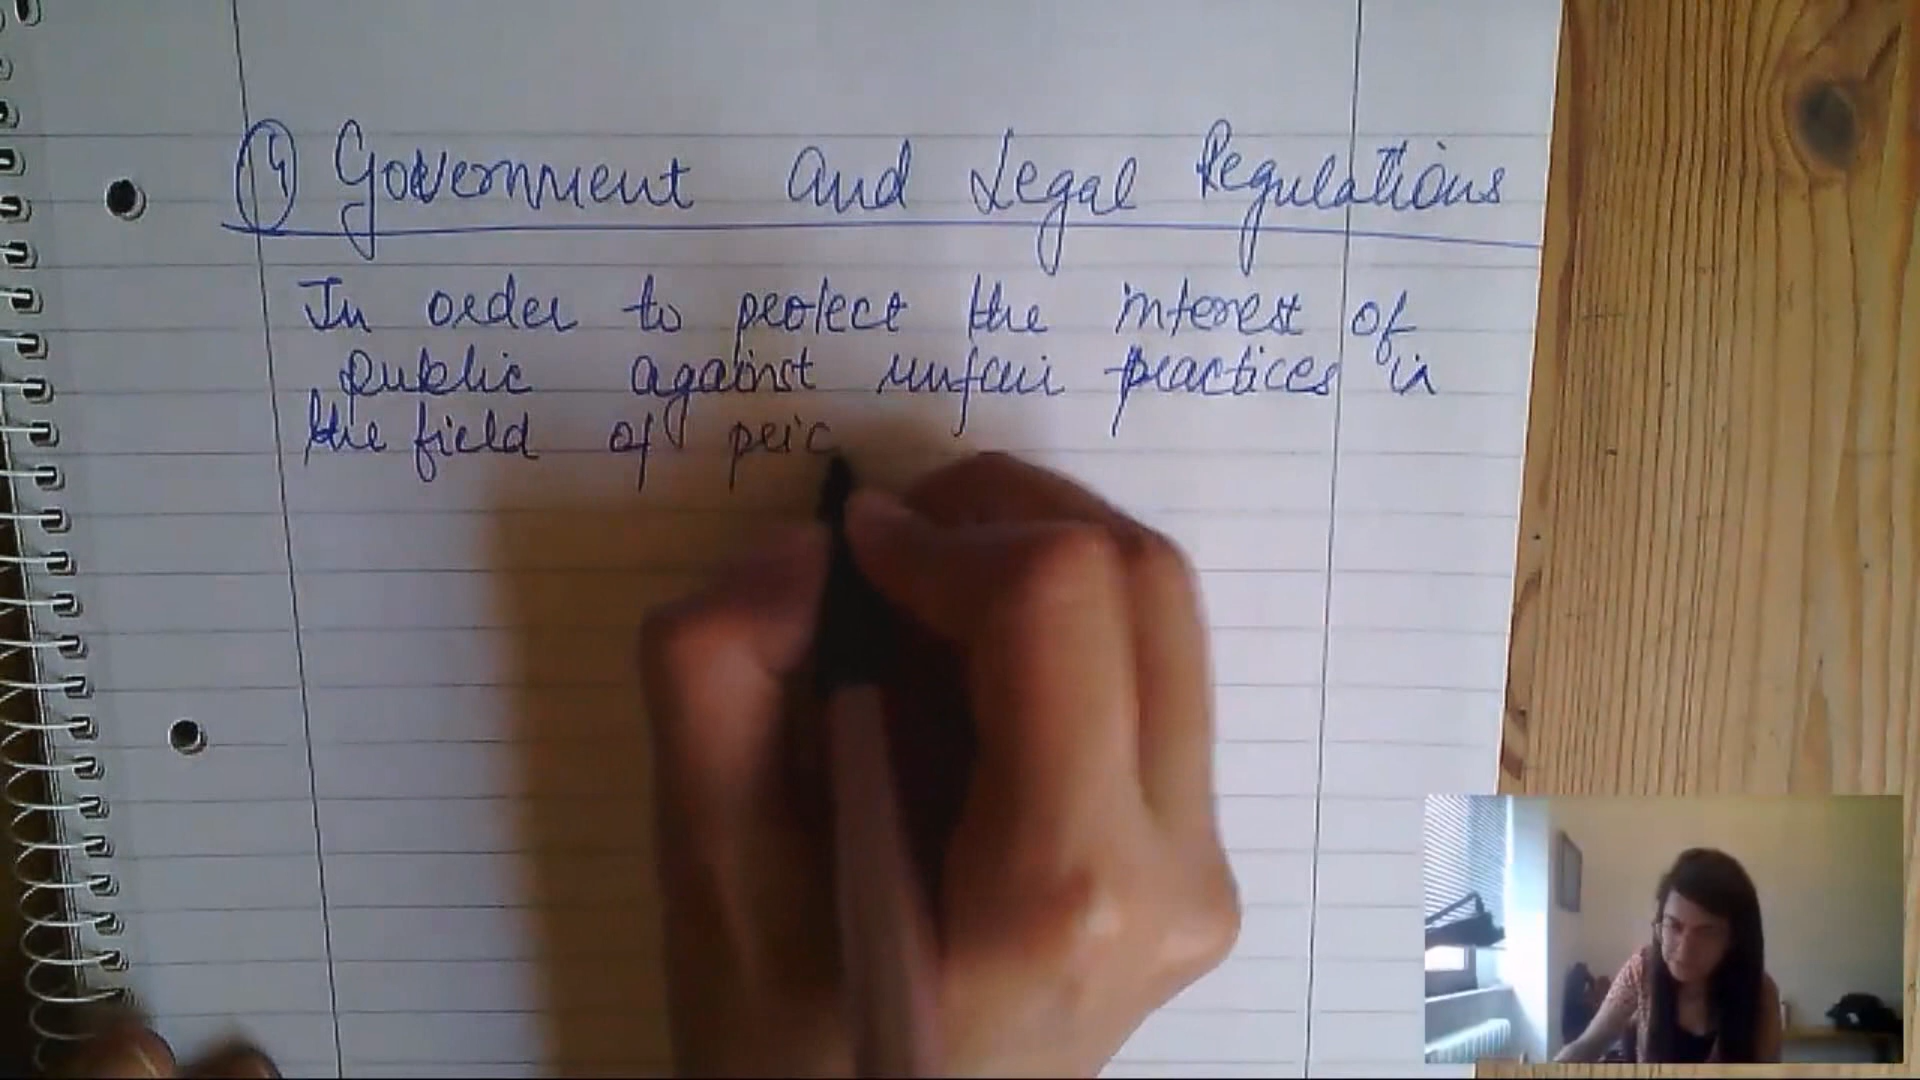 4 Government and Legal Regulations
In order to protect the interest of
public against unfair practices in
the field of pric